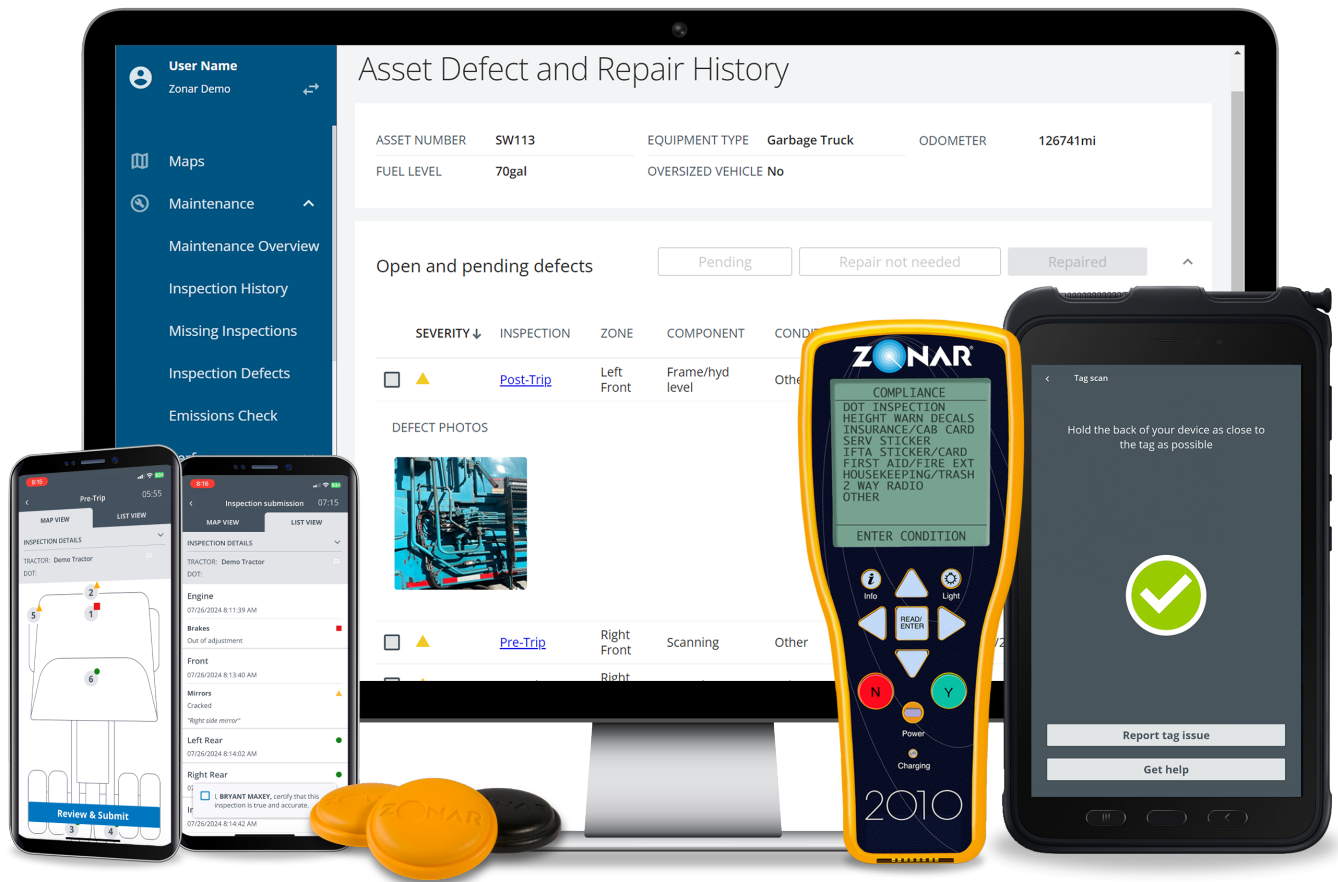 User Name
Zonar Demo
Maps
Maintenance
Maintenance Overview
Inspection History
Missing Inspections
Inspection Defects
Emissions Check
Asset Defect and Repair History
ASSET NUMBER SW113 EQUIPMENT TYPE Garbage Truck ODOMETER 126741mi
FUEL LEVEL 70gal OVERSIZED VEHICLE No
Open and pending defects Pending Repair not needed Repaired
SEVERITY INSPECTION ZONE COMPONENT
Post-Trip Left Front Frame/hyd level
DEFECT PHOTOS
Pre-Trip Right Front Scanning Other
Right
8:15
Pre-Trip 05:55
MAP VIEW LIST VIEW
INSPECTION DETAILS
TRACTOR: Demo Tractor
DOT:
2
5 1
6
Review & Submit
3 4
8:16
Inspection submission 07:15
MAP VIEW LIST VIEW
INSPECTION DETAILS
TRACTOR: Demo Tractor
DOT:
Engine
07/26/2024 8:11:39 AM
Brakes
Out of adjustment
Front
07/26/2024 8:13:40 AM
Mirrors
Cracked
"Right side mirror"
Left Rear
07/26/2024 8:14:02 AM
Right Rear
I, BRYANT MAXEY, certify that this
inspection is true and accurate.
07/26/2024 8:14:42 AM
ZONAR
ZONAR
COMPLIANCE
DOT INSPECTION
HEIGHT WARN DECALS
INSURANCE/CAB CARD
SERV STICKER
IFTA STICKER/CARD
FIRST AID/FIRE EXT
HOUSEKEEPING/TRASH
2 WAY RADIO
OTHER
ENTER CONDITION
i
Info Light
READ/
ENTER
N Y
Power
Charging
2010
Tag scan
Hold the back of your device as close to
the tag as possible
Report tag issue
Get help